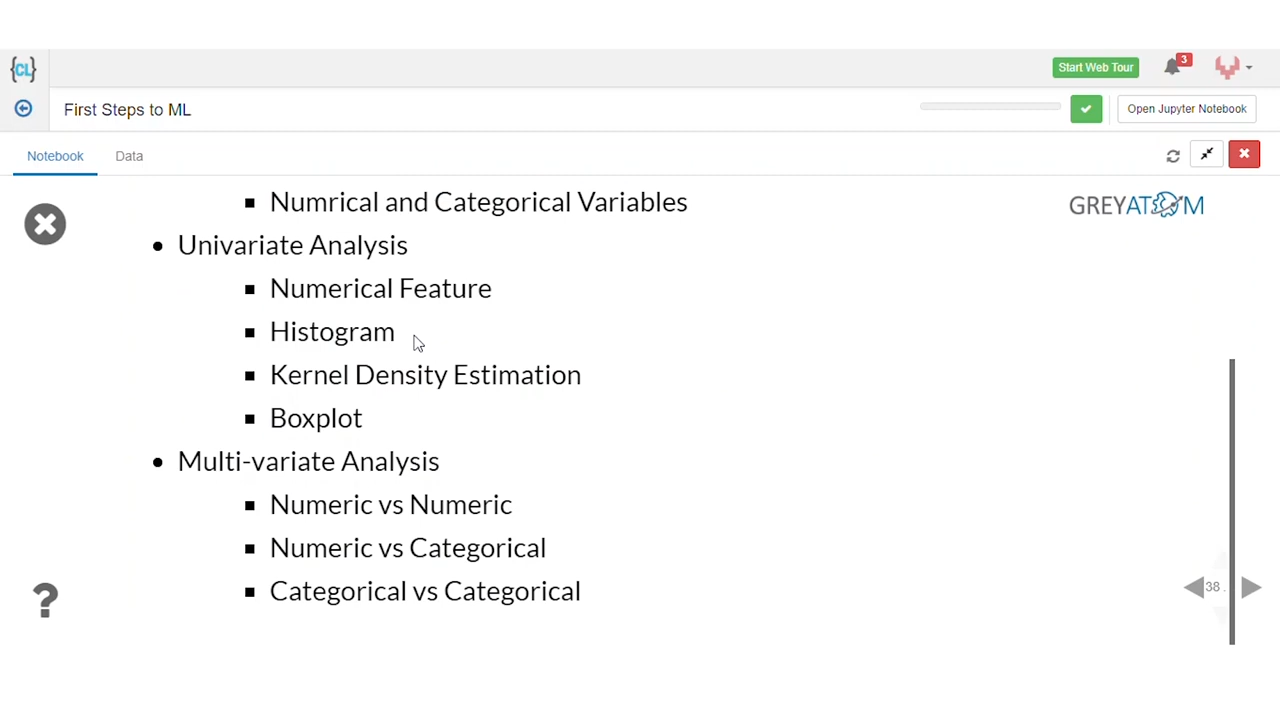 {CL}
Start Web Tour
3
First Steps to ML
Open Jupyter Notebook
Notebook
Data
GREYATOM
Numrical and Categorical Variables
Univariate Analysis
Numerical Feature
Histogram
Kernel Density Estimation
Boxplot
Multi-variate Analysis
Numeric vs Numeric
Numeric vs Categorical
Categorical vs Categorical
?
38 .